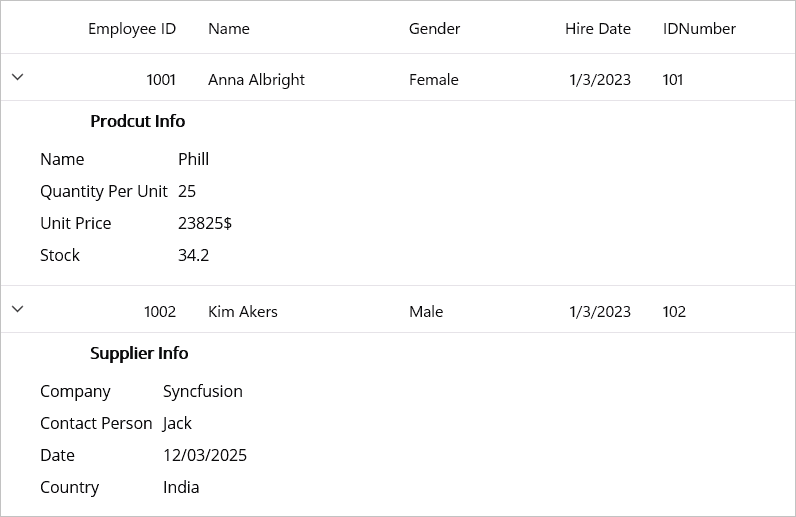 Employee ID Name Gender Hire Date IDNumber
1001 Anna Albright Female 1/3/2023 101
Prodcut Info
Name Phill
Quantity Per Unit 25
Unit Price 23825$
Stock 34.2
1002 Kim Akers Male 1/3/2023 102
Supplier Info
Company Syncfusion
Contact Person Jack
Date 12/03/2025
Country India